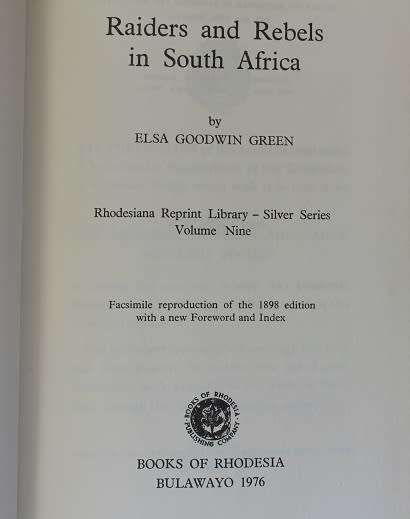 Raiders and Rebels
in South Africa
by
ELSA GOODWIN GREEN
Rhodesiana Reprint Library – Silver Series
Volume Nine
Facsimile reproduction of the 1898 edition
with a new Foreword and Index
BOOKS OF RHODESIA
PUBLISHING COMPANY
BOOKS OF RHODESIA
BULAWAYO 1976